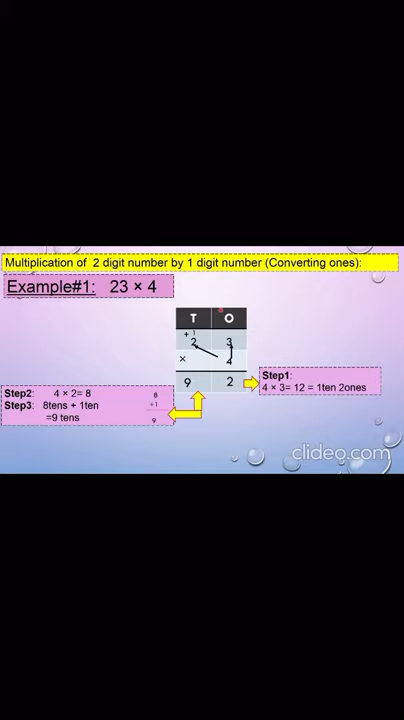 Multiplication of 2 digit number by 1 digit number (Converting ones):
Example#1: 23 × 4
T O
+ 1
2 3
× 4
9 2
Step1:
4 × 3= 12 = 1ten 2ones
Step2: 4 × 2= 8
Step3: 8tens + 1ten
=9 tens
8
+1
9
clideo.com